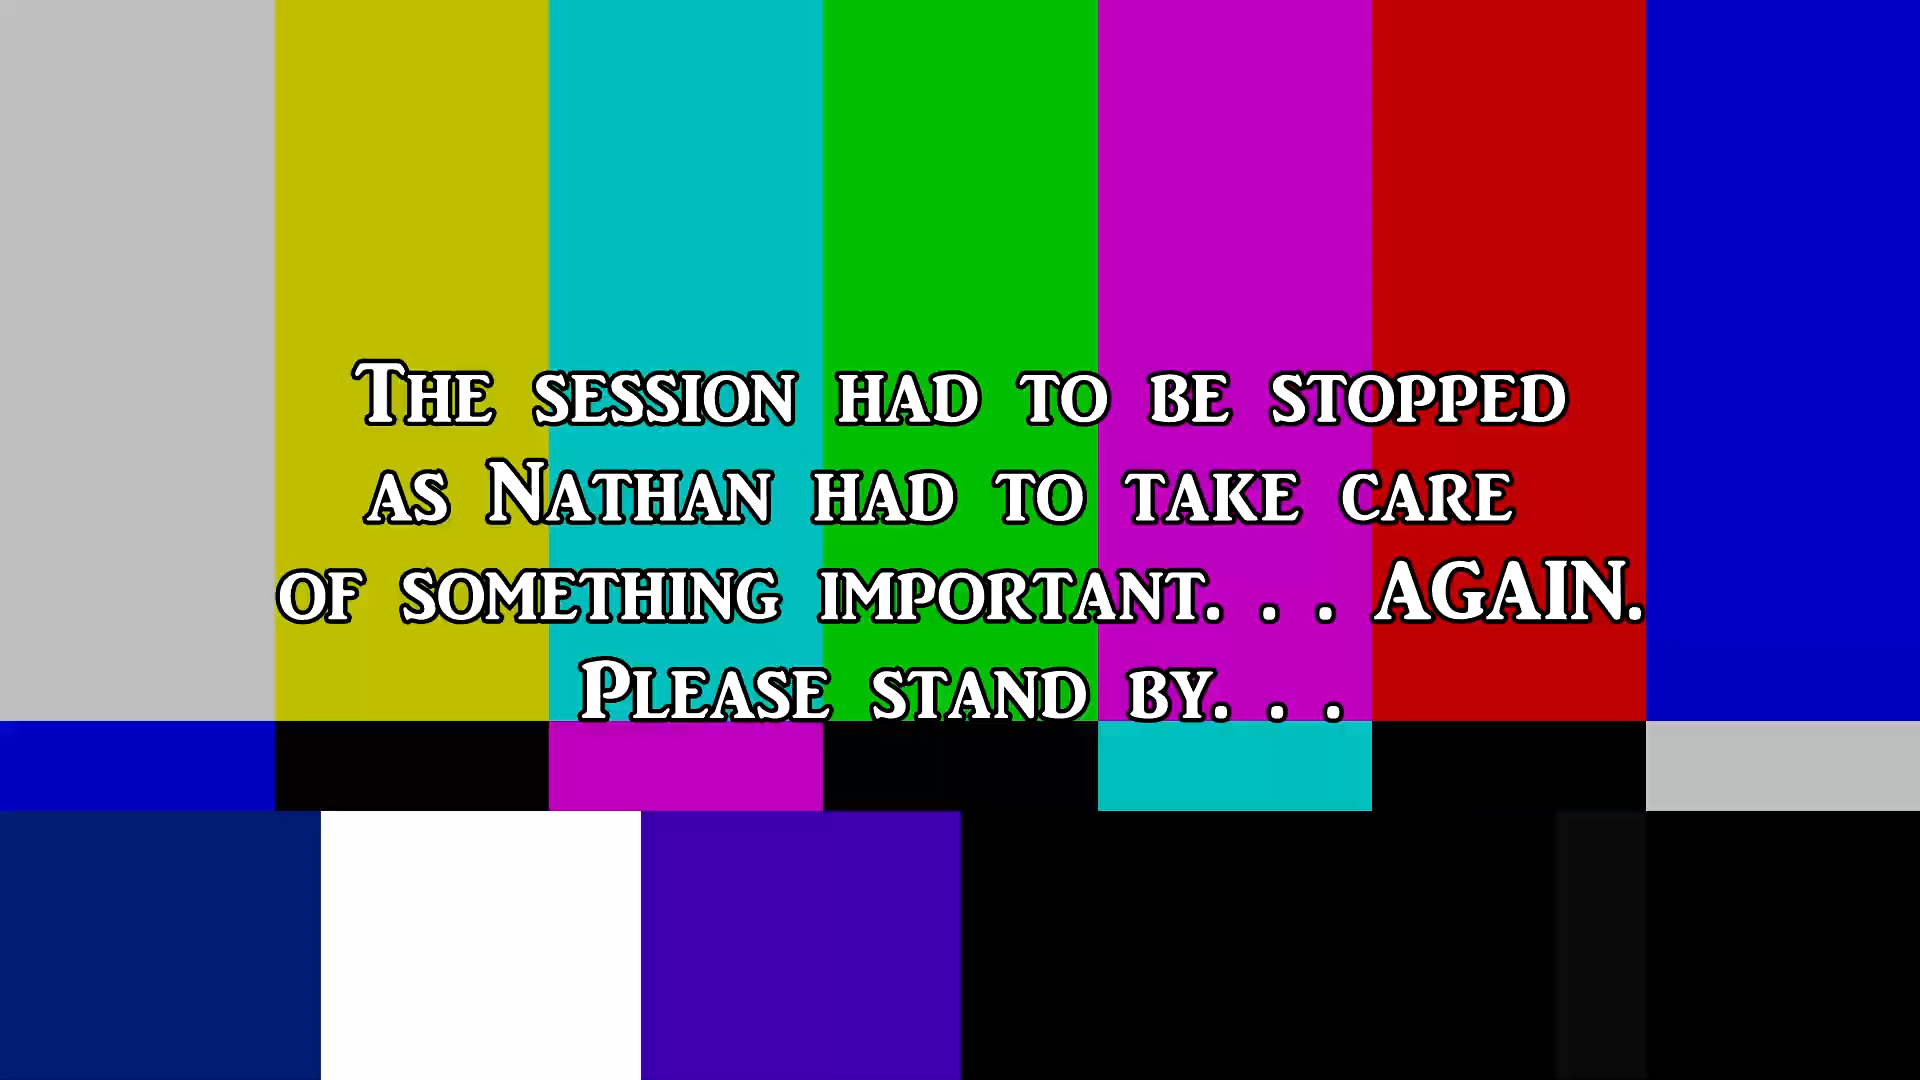 The session had to be stopped
as Nathan had to take care
of something important. . . AGAIN.
Please stand by. . .